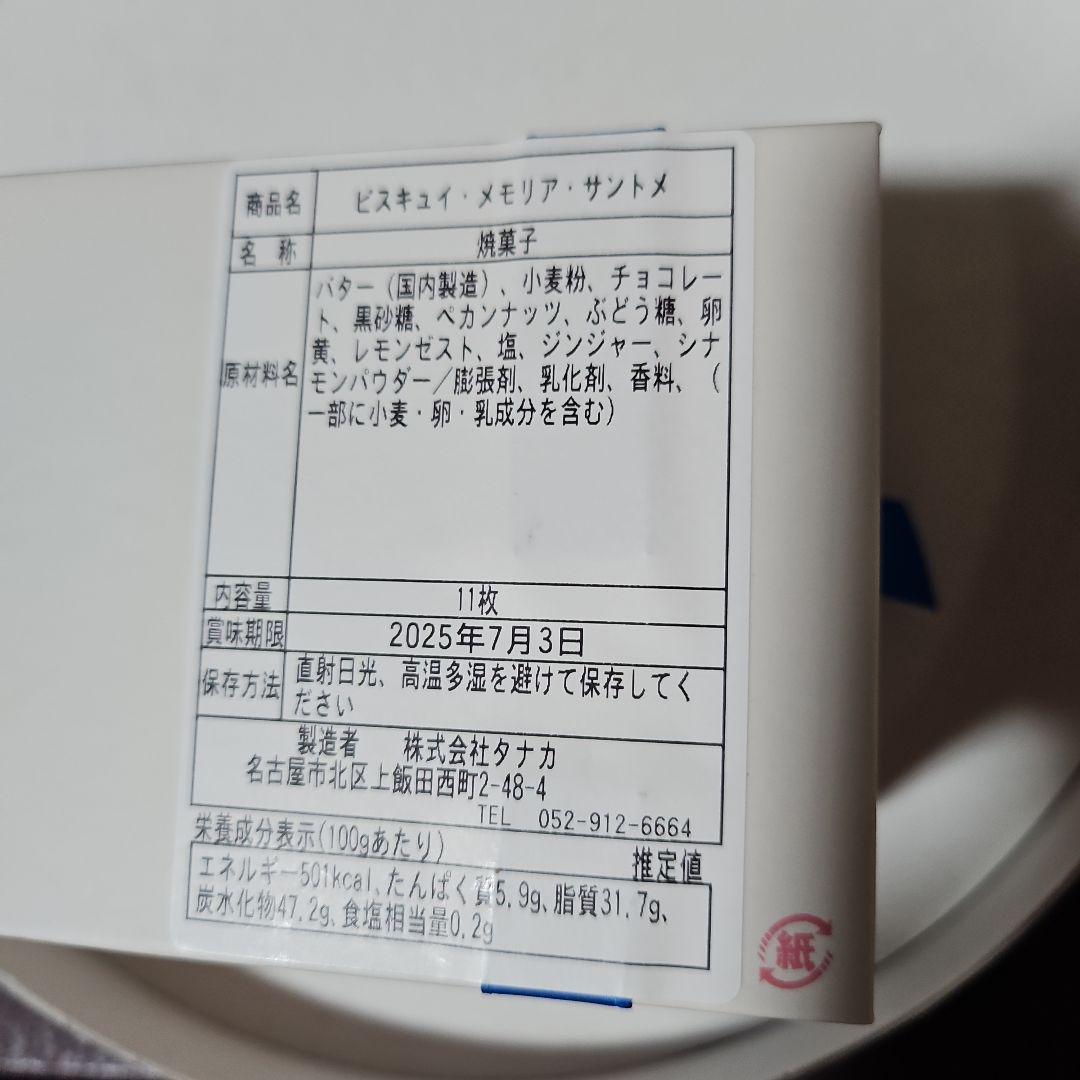 商品名 ビスキュイ・メモリア・サントメ
名 称 焼菓子
原材料名
バター（国内製造）、小麦粉、チョコレー
ト、黒砂糖、ペカンナッツ、ぶどう糖、卵
黄、レモンゼスト、塩、ジンジャー、シナ
モンパウダー／膨張剤、乳化剤、香料、（
一部に小麦・卵・乳成分を含む）
内容量 11枚
賞味期限 2025年7月3日
保存方法
直射日光、高温多湿を避けて保存してく
ださい
製造者 株式会社タナカ
名古屋市北区上飯田西町2-48-4
TEL 052-912-6664
栄養成分表示(100gあたり)
推定値
エネルギー501kcal、たんぱく質5.9g、脂質31.7g、
炭水化物47.2g、食塩相当量0.2g
紙